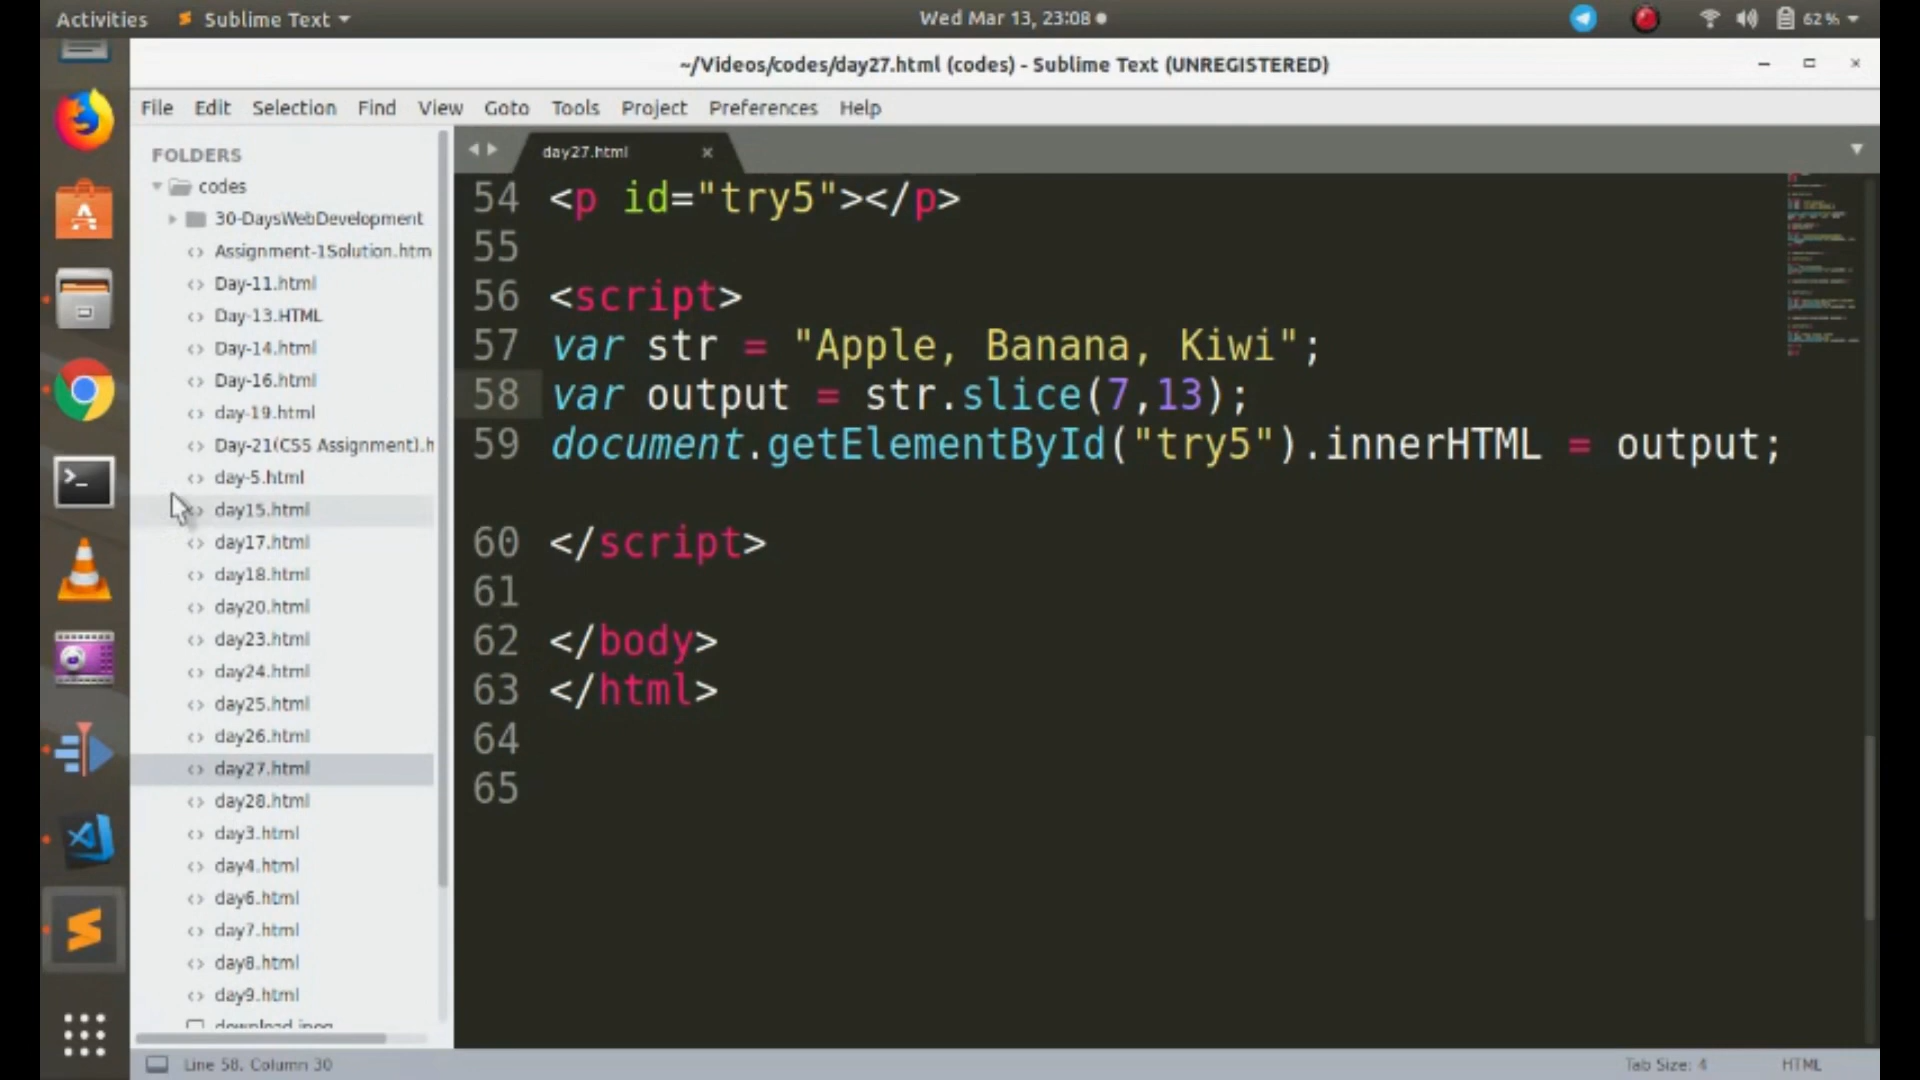 Activities Sublime Text Wed Mar 13, 23:08 62 %
~/Videos/codes/day27.html (codes) - Sublime Text (UNREGISTERED)
File Edit Selection Find View Goto Tools Project Preferences Help
FOLDERS
codes
30-DaysWebDevelopment
Assignment-1Solution.htm
Day-11.html
Day-13.HTML
Day-14.html
Day-16.html
day-19.html
Day-21(CSS Assignment).h
day-5.html
day15.html
day17.html
day18.html
day20.html
day23.html
day24.html
day25.html
day26.html
day27.html
day28.html
day3.html
day4.html
day6.html
day7.html
day8.html
day9.html
download.jpeg
day27.html
54 <p id="try5"></p>
55
56 <script>
57 var str = "Apple, Banana, Kiwi";
58 var output = str.slice(7,13);
59 document.getElementById("try5").innerHTML = output;
60 </script>
61
62 </body>
63 </html>
64
65
Line 58, Column 30 Tab Size: 4 HTML